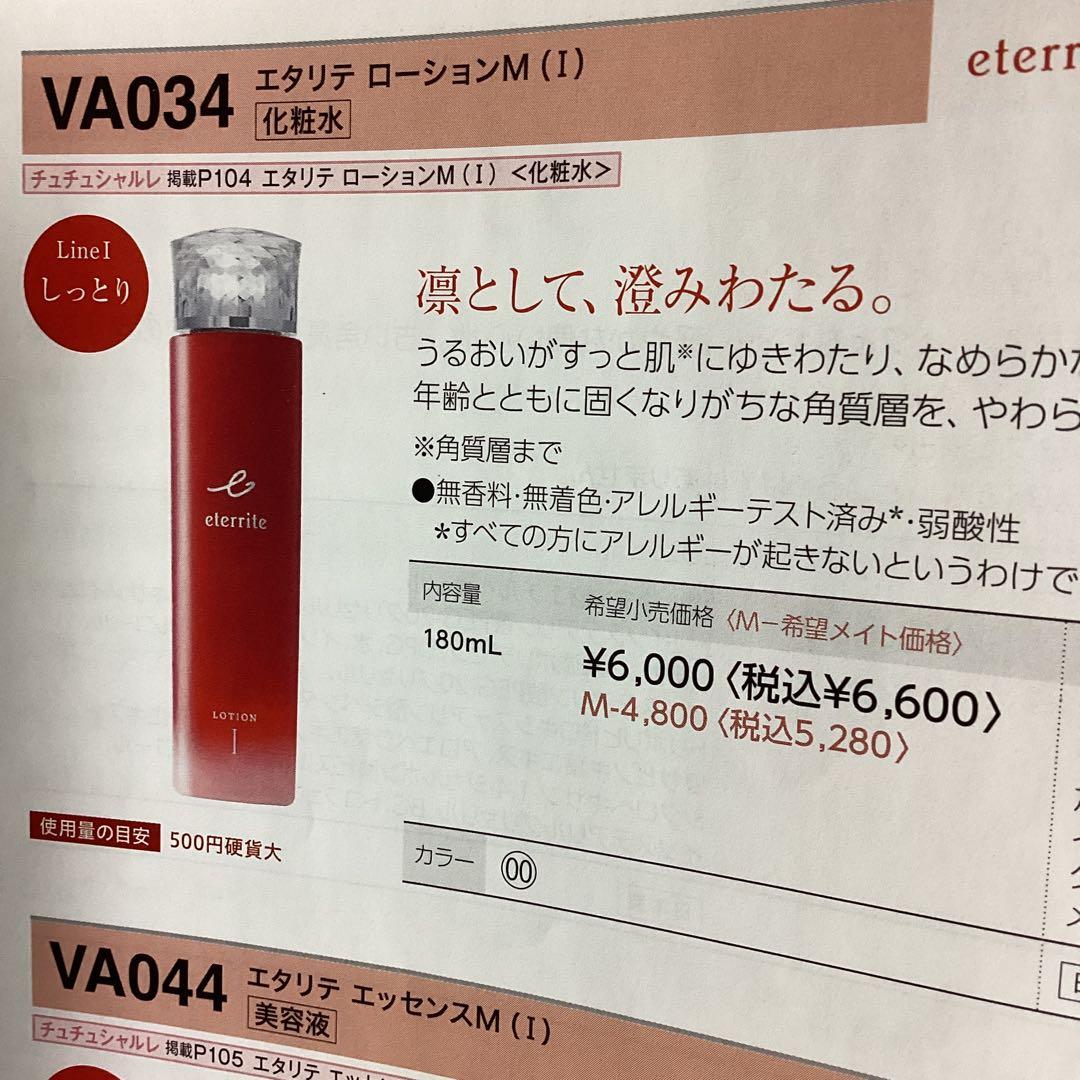 eterr
VA034 エタリテ ローションM（Ⅰ）
化粧水
チュチュシャルレ 掲載P104 エタリテ ローションM（Ⅰ）＜化粧水＞
Line I
しっとり
凛として、澄みわたる。
うるおいがすっと肌※にゆきわたり、なめらか
年齢とともに固くなりがちな角質層を、やわら
※角質層まで
●無香料・無着色・アレルギーテスト済み*・弱酸性
*すべての方にアレルギーが起きないというわけで
eterrite
LOTION
I
内容量 希望小売価格〈M－希望メイト価格〉
180mL ¥6,000〈税込¥6,600〉
M-4,800〈税込5,280〉
使用量の目安 500円硬貨大
カラー 00
VA044 エタリテ エッセンスM（Ⅰ）
美容液
チュチュシャルレ 掲載P105 エタリテ